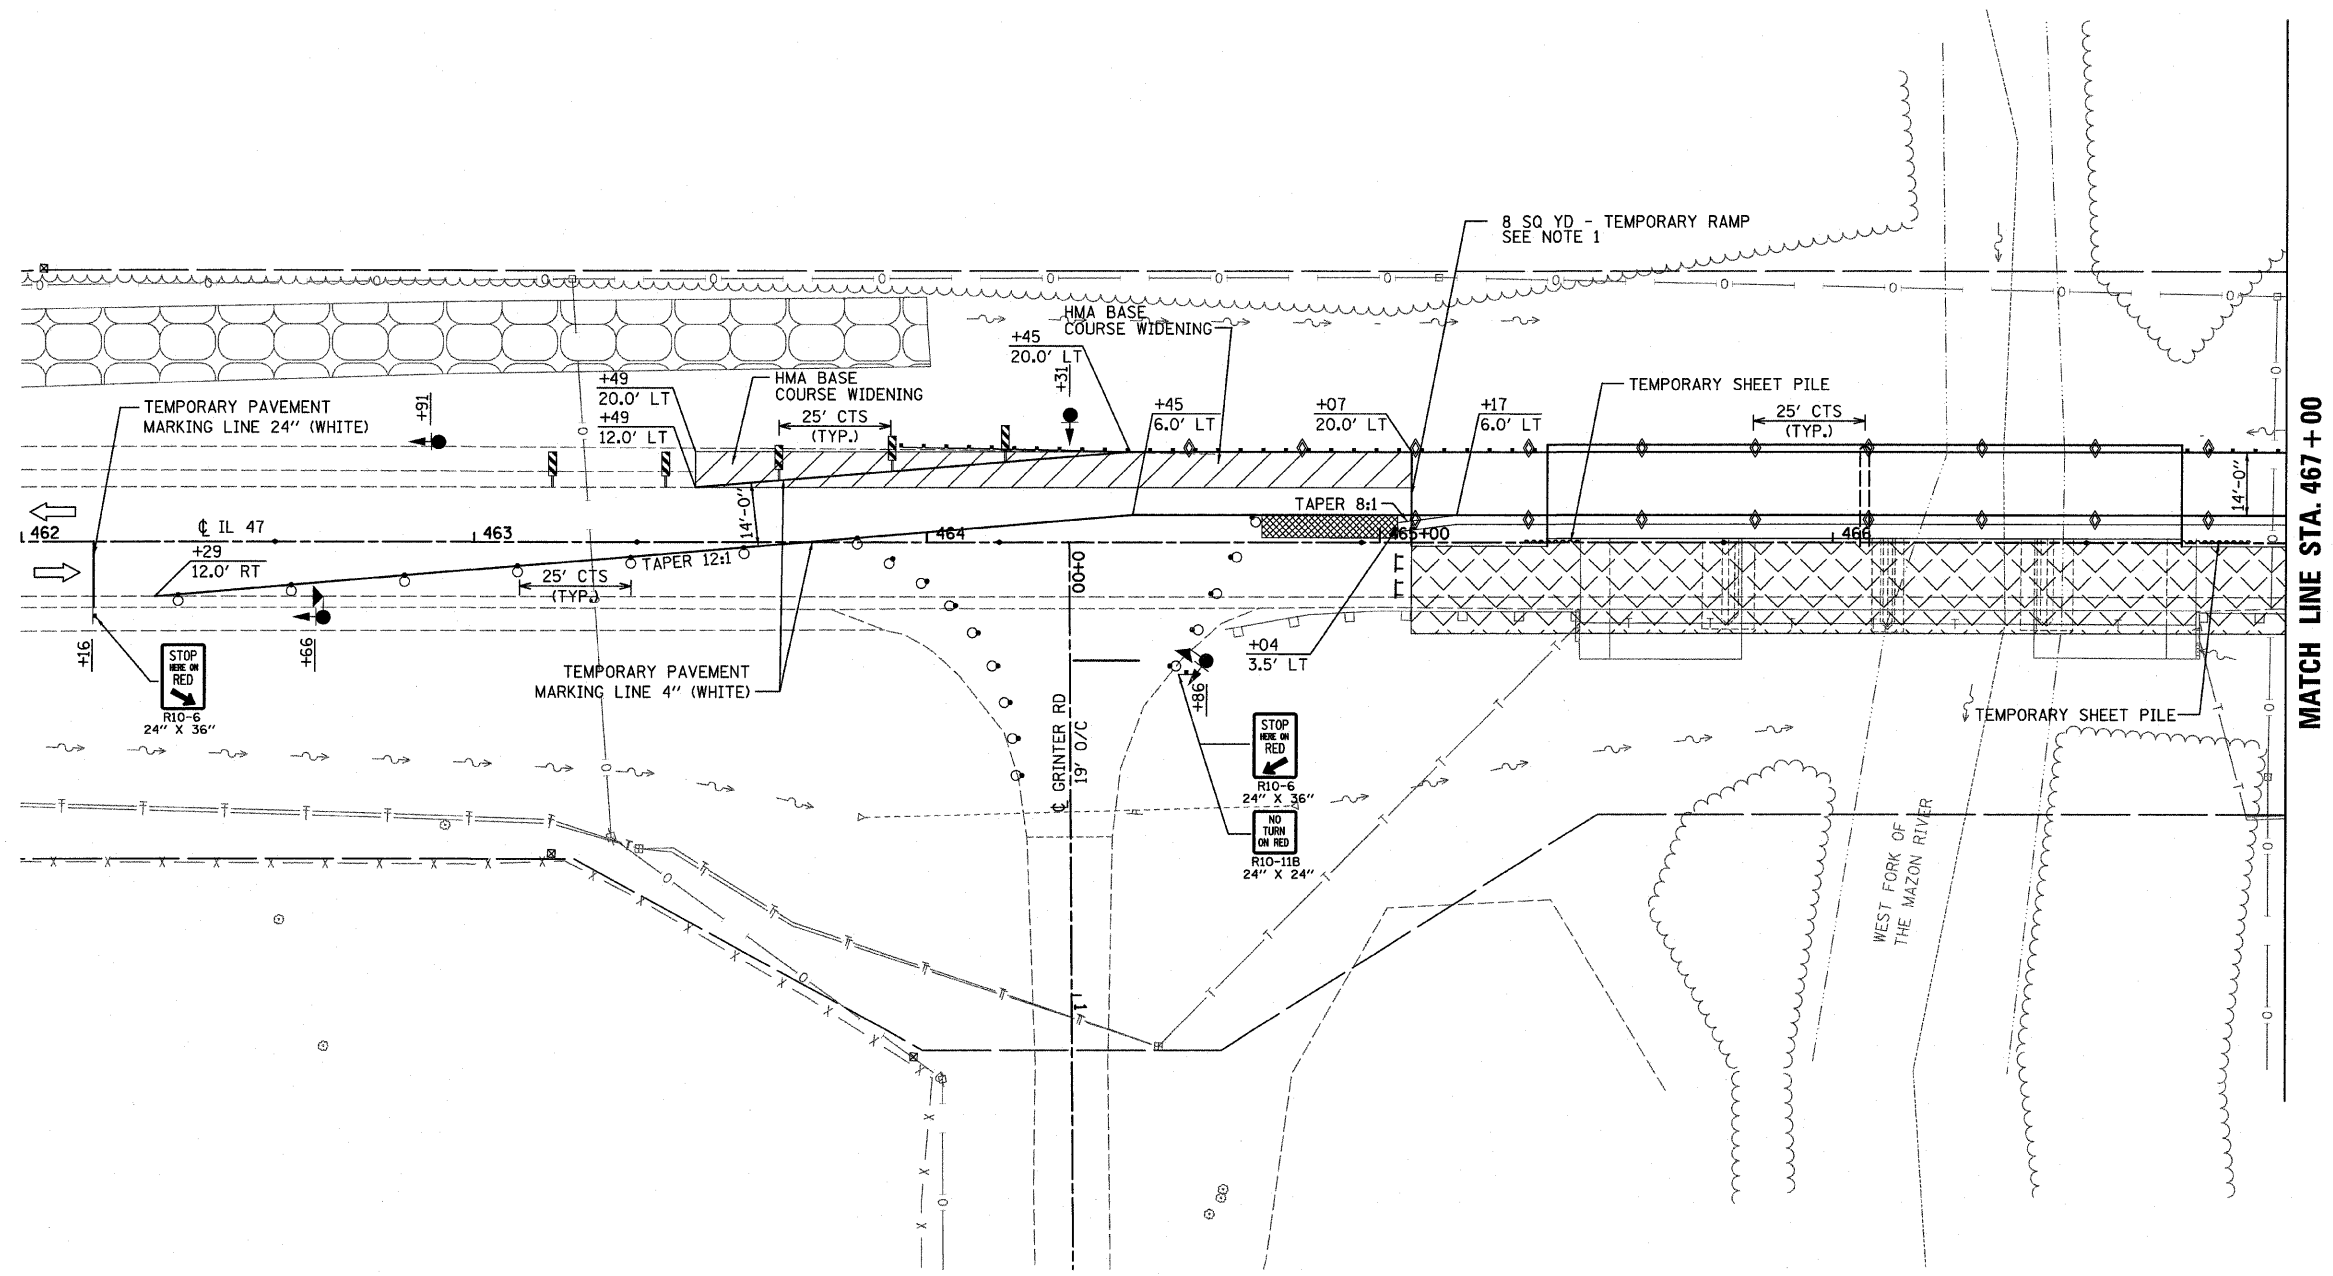 8 SQ YD - TEMPORARY RAMP
SEE NOTE 1
HMA BASE
COURSE WIDENING
+45
20.0' LT
+31
+49
20.0' LT
+49
12.0' LT
HMA BASE
COURSE WIDENING
25' CTS
(TYP.)
+91
TEMPORARY PAVEMENT
MARKING LINE 24" (WHITE)
+45
6.0' LT
+07
20.0' LT
+17
6.0' LT
TEMPORARY SHEET PILE
25' CTS
(TYP.)
14'-0"
14'-0"
TAPER 8:1
MATCH LINE STA. 467+00
462
℄ IL 47
463
464
465+00
466
+29
12.0' RT
TAPER 12:1
25' CTS
(TYP.)
0+00
+16
+66
STOP
HERE ON
RED
R10-6
24" X 36"
TEMPORARY PAVEMENT
MARKING LINE 4" (WHITE)
+04
3.5' LT
+86
℄ GRINTER RD
19' O/C
STOP
HERE ON
RED
R10-6
24" X 36"
NO
TURN
ON RED
R10-11B
24" X 24"
TEMPORARY SHEET PILE
WEST FORK OF
THE MAZON RIVER
1